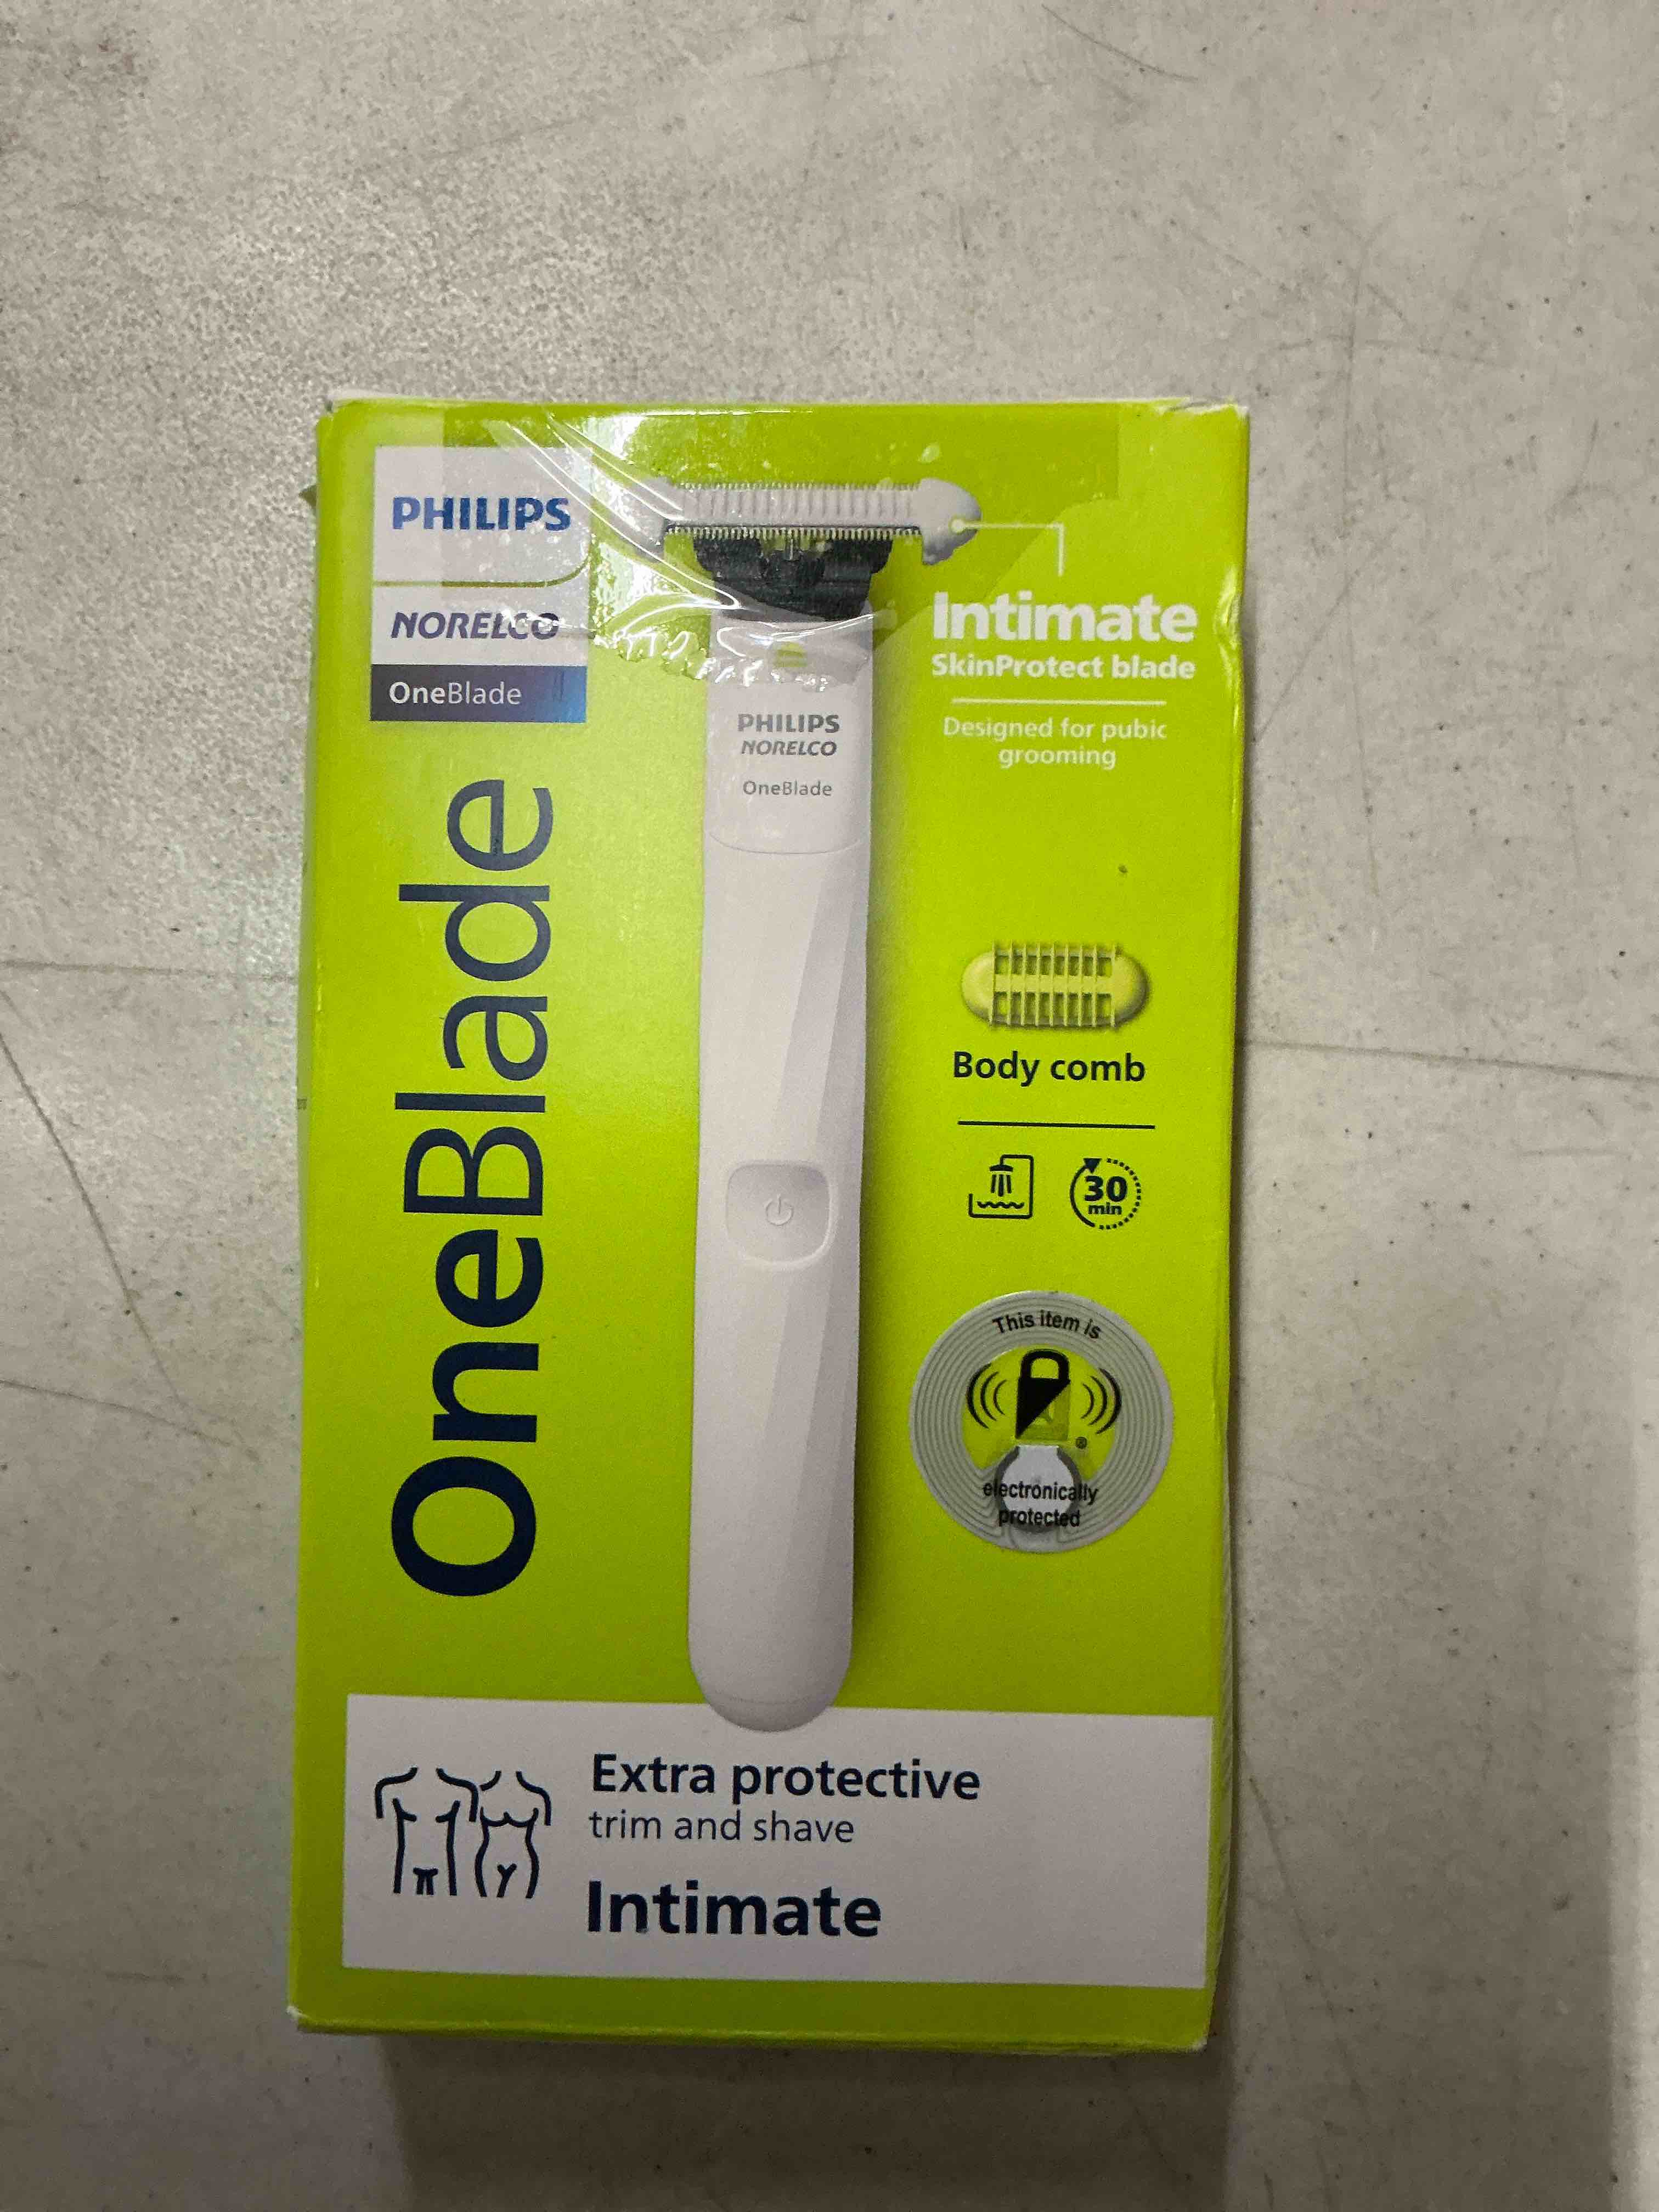 PHILIPS
NORELCO
OneBlade
OneBlade
PHILIPS
NORELCO
OneBlade
Intimate
SkinProtect blade
Designed for pubic
grooming
Body comb
30
min
This item is
®
electronically
protected
Extra protective
trim and shave
Intimate